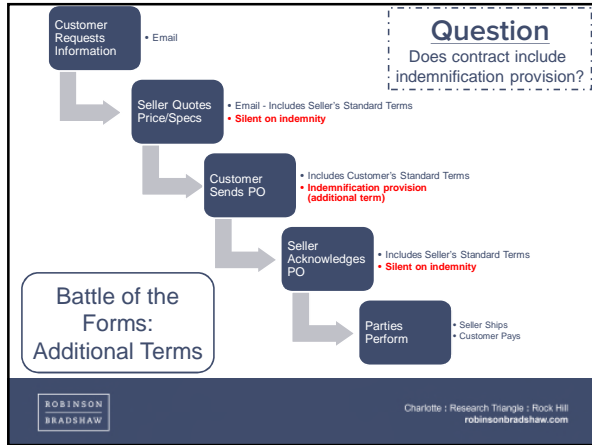 Customer
Requests
Information
• Email
Question
Does contract include
indemnification provision?
Seller Quotes
Price/Specs
• Email - Includes Seller's Standard Terms
• Silent on indemnity
Customer
Sends PO
• Includes Customer's Standard Terms
• Indemnification provision
(additional term)
Seller
Acknowledges
PO
• Includes Seller's Standard Terms
• Silent on indemnity
Battle of the
Forms:
Additional Terms
Parties
Perform
• Seller Ships
• Customer Pays
ROBINSON
BRADSHAW
Charlotte : Research Triangle : Rock Hill
robinsonbradshaw.com